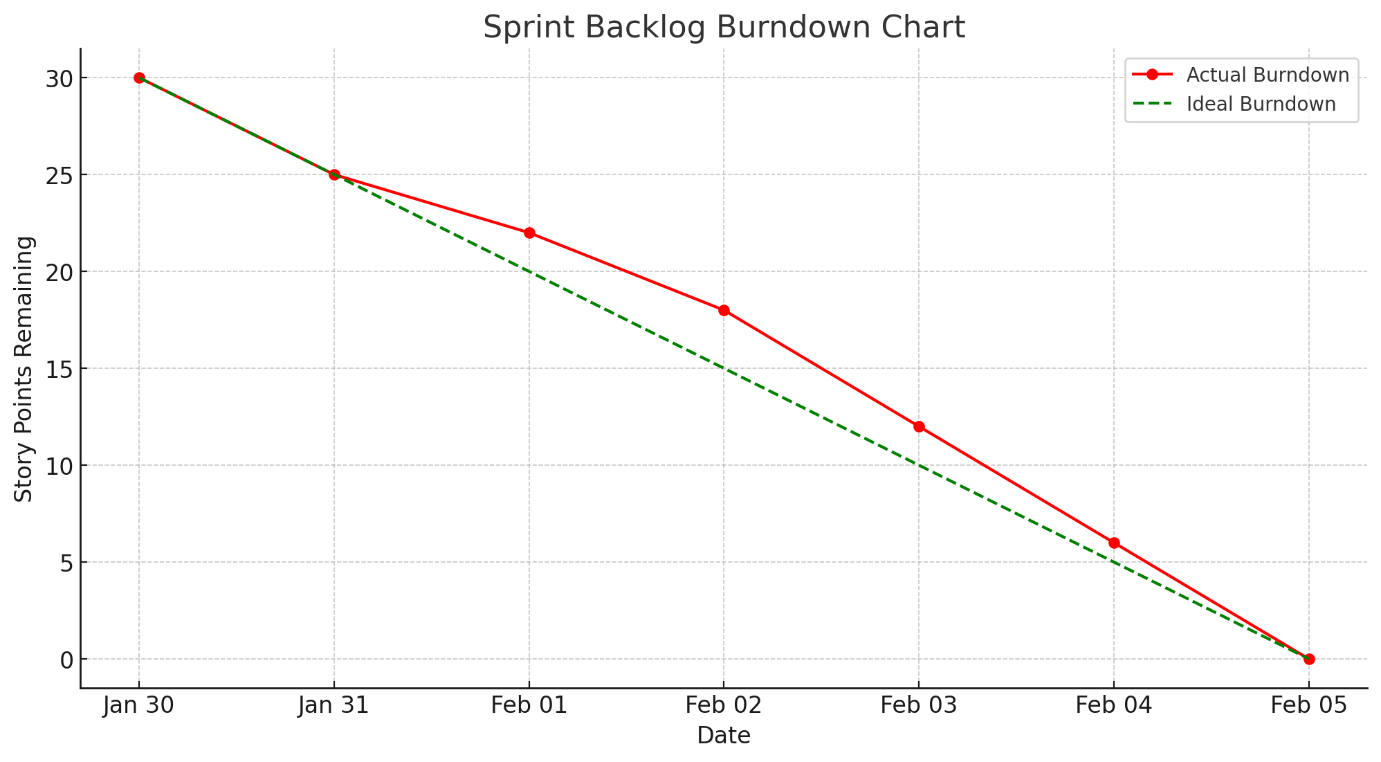 Sprint Backlog Burndown Chart
Actual Burndown
Ideal Burndown
Story Points Remaining
30
25
20
15
10
5
0
Jan 30 Jan 31 Feb 01 Feb 02 Feb 03 Feb 04 Feb 05
Date